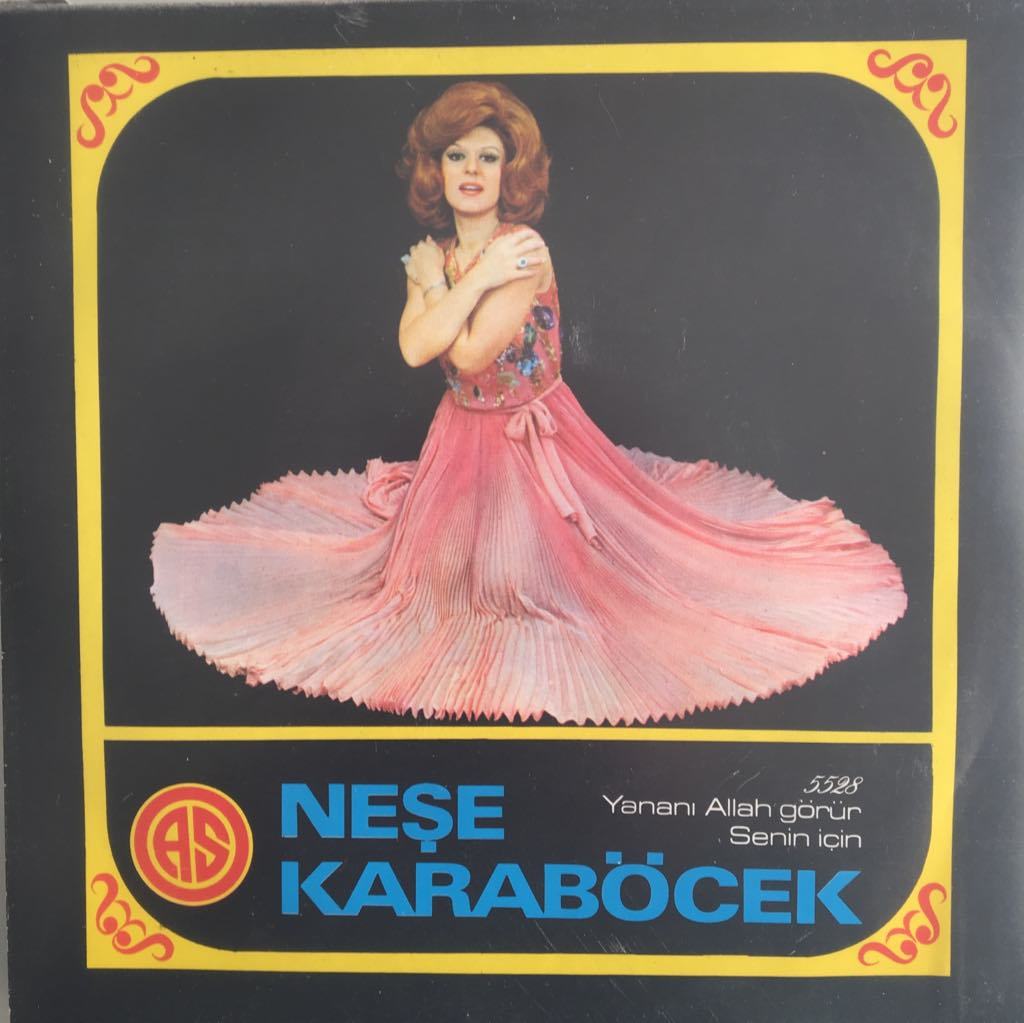 5528
Yananı Allah görür
Senin için
AS
NEŞE
KARABÖCEK